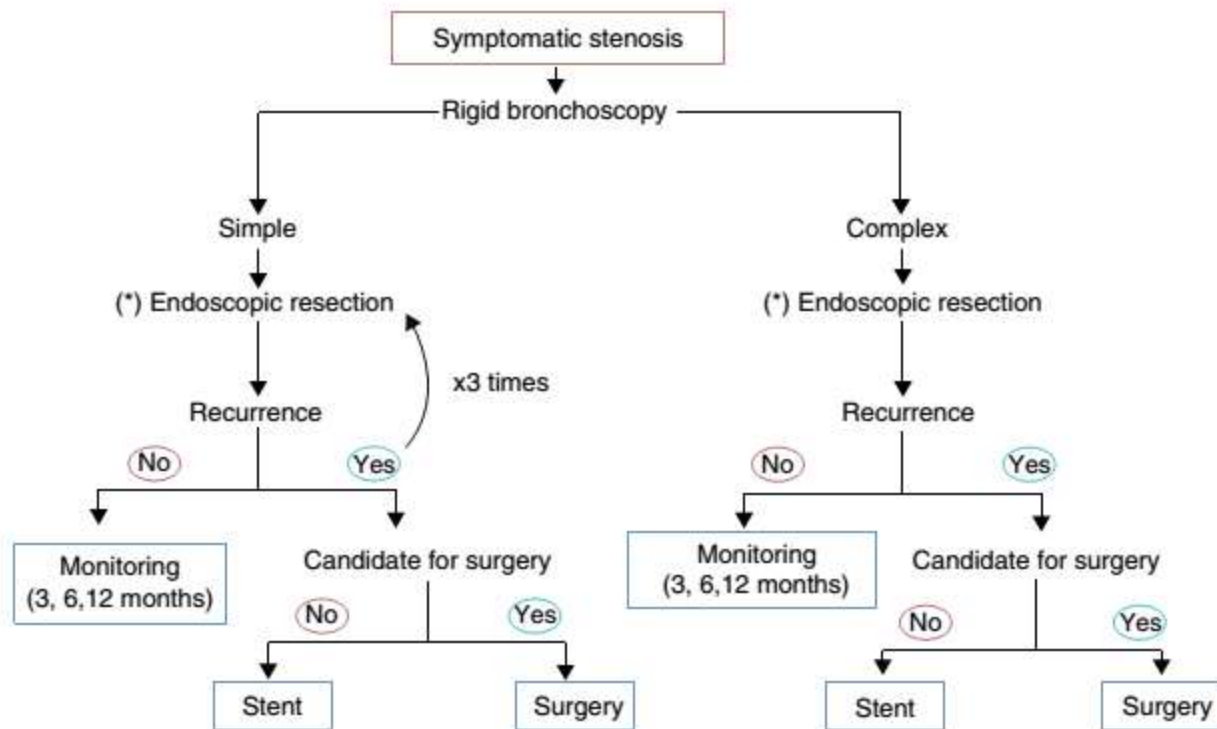 Symptomatic stenosis
Rigid bronchoscopy
Simple
Complex
(*) Endoscopic resection
(*) Endoscopic resection
x3 times
Recurrence
Recurrence
No
Yes
No
Yes
Monitoring
(3, 6,12 months)
Candidate for surgery
Monitoring
(3, 6,12 months)
Candidate for surgery
No
Yes
No
Yes
Stent
Surgery
Stent
Surgery